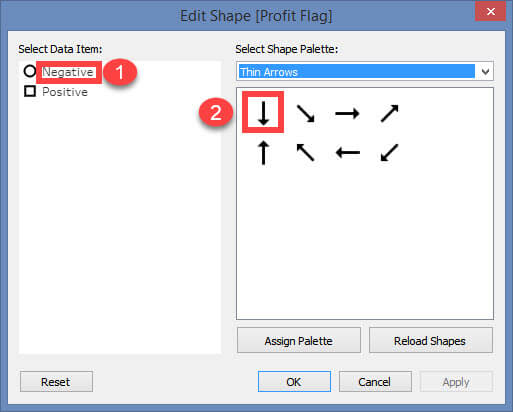 Edit Shape [Profit Flag]
Select Data Item:
Negative
1
Positive
Select Shape Palette:
Thin Arrows
2
Assign Palette
Reload Shapes
Reset
OK
Cancel
Apply